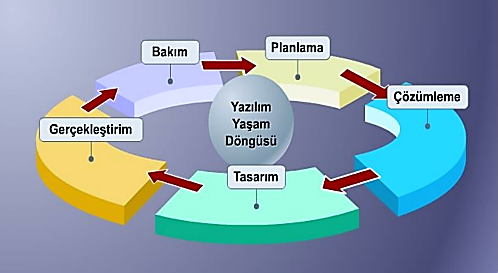 Bakım
Planlama
Çözümleme
Gerçekleştirim
Yazılım
Yaşam
Döngüsü
Tasarım